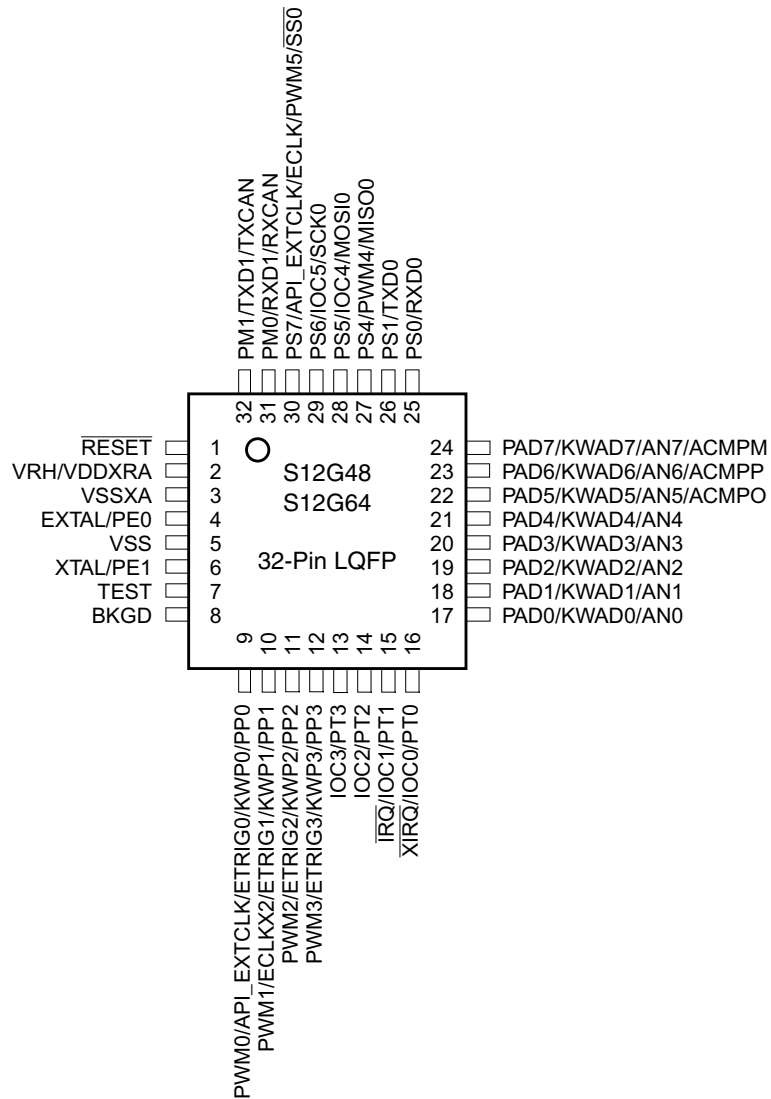 PM1/TXD1/TXCAN
PM0/RXD1/RXCAN
PS7/API_EXTCLK/ECLK/PWM5/SS0
PS6/IOC5/SCK0
PS5/IOC4/MOSI0
PS4/PWM4/MISO0
PS1/TXD0
PS0/RXD0
32
31
30
29
28
27
26
25
RESET 1
VRH/VDDXRA 2
VSSXA 3
EXTAL/PE0 4
VSS 5
XTAL/PE1 6
TEST 7
BKGD 8
S12G48
S12G64
32-Pin LQFP
24 PAD7/KWAD7/AN7/ACMPM
23 PAD6/KWAD6/AN6/ACMPP
22 PAD5/KWAD5/AN5/ACMPO
21 PAD4/KWAD4/AN4
20 PAD3/KWAD3/AN3
19 PAD2/KWAD2/AN2
18 PAD1/KWAD1/AN1
17 PAD0/KWAD0/AN0
9
10
11
12
13
14
15
16
PWM0/API_EXTCLK/ETRIG0/KWP0/PP0
PWM1/ECLKX2/ETRIG1/KWP1/PP1
PWM2/ETRIG2/KWP2/PP2
PWM3/ETRIG3/KWP3/PP3
IOC3/PT3
IOC2/PT2
IRQ/IOC1/PT1
XIRQ/IOC0/PT0